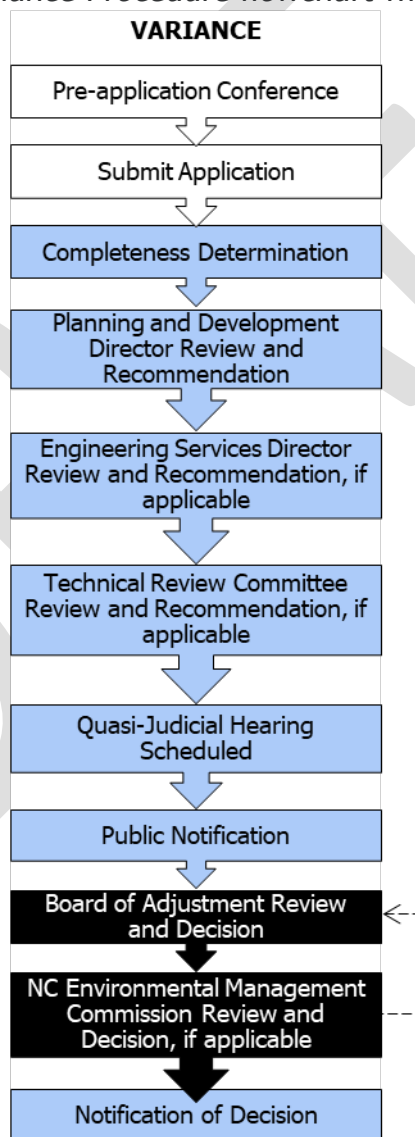 Procedure flowchart
VARIANCE
Pre-application Conference
Submit Application
Completeness Determination
Planning and Development
Director Review and
Recommendation
Engineering Services Director
Review and Recommendation, if
applicable
Technical Review Committee
Review and Recommendation, if
applicable
Quasi-Judicial Hearing
Scheduled
Public Notification
Board of Adjustment Review
and Decision
NC Environmental Management
Commission Review and
Decision, if applicable
Notification of Decision